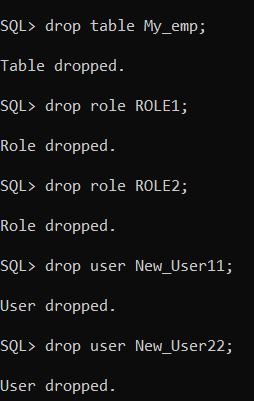 SQL> drop table My_emp;
Table dropped.
SQL> drop role ROLE1;
Role dropped.
SQL> drop role ROLE2;
Role dropped.
SQL> drop user New_User11;
User dropped.
SQL> drop user New_User22;
User dropped.